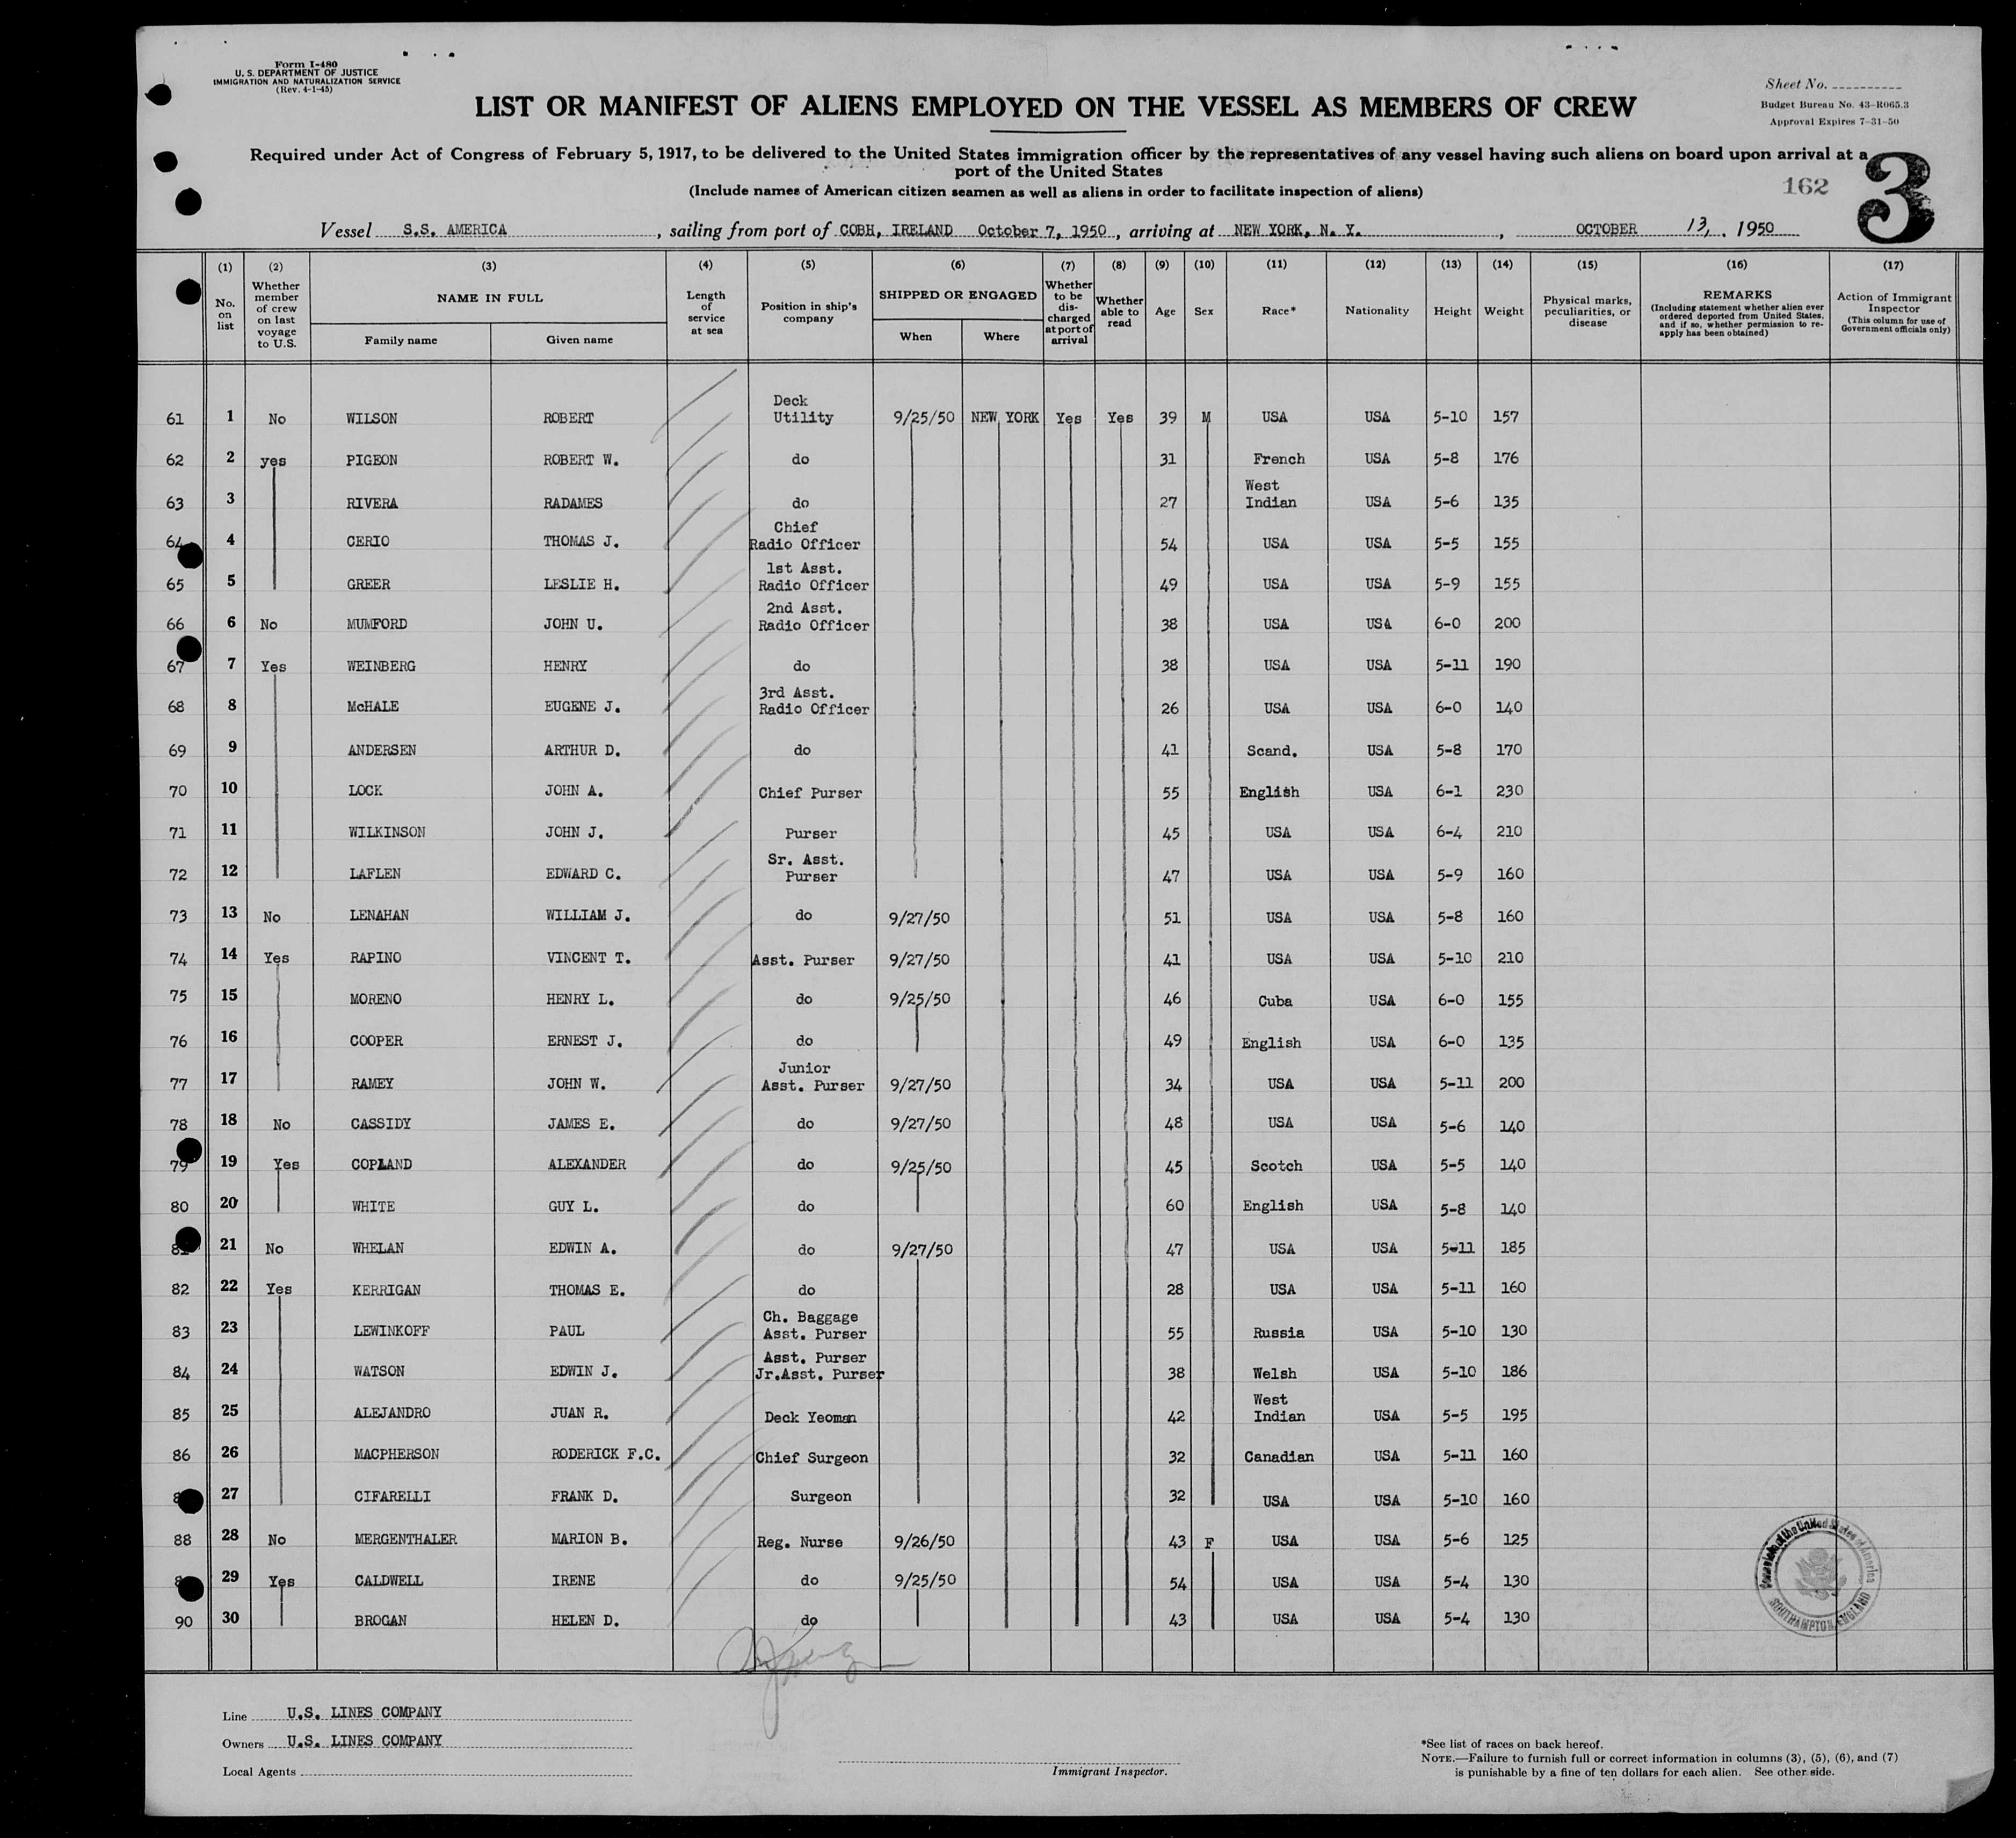 Form I-480
U. S. DEPARTMENT OF JUSTICE
IMMIGRATION AND NATURALIZATION SERVICE
(Rev. 4-1-45)
Sheet No.
Budget Bureau No. 43-R065.3
Approval Expires 7-31-50
LIST OR MANIFEST OF ALIENS EMPLOYED ON THE VESSEL AS MEMBERS OF CREW
Required under Act of Congress of February 5, 1917, to be delivered to the United States immigration officer by the representatives of any vessel having such aliens on board upon arrival at a
port of the United States
(Include names of American citizen seamen as well as aliens in order to facilitate inspection of aliens)
162 3
Vessel S.S. AMERICA, sailing from port of COBH, IRELAND October 7, 1950, arriving at NEW YORK, N. Y., OCTOBER 13, 1950
(1) No. on list
(2) Whether member of crew on last voyage to U.S.
(3) NAME IN FULL Family name Given name
(4) Length of service at sea
(5) Position in ship's company
(6) SHIPPED OR ENGAGED When Where
(7) Whether to be discharged at port of arrival
(8) Whether able to read
(9) Age
(10) Sex
(11) Race*
(12) Nationality
(13) Height
(14) Weight
(15) Physical marks, peculiarities, or disease
(16) REMARKS (Including statement whether alien ever ordered deported from United States, and if so, whether permission to re-apply has been obtained)
(17) Action of Immigrant Inspector (This column for use of Government officials only)
61 1 No WILSON ROBERT Deck Utility 9/25/50 NEW YORK Yes Yes 39 M USA USA 5-10 157
62 2 yes PIGEON ROBERT W. do 31 French USA 5-8 176
63 3 RIVERA RADAMES do 27 West Indian USA 5-6 135
64 4 CERIO THOMAS J. Chief Radio Officer 54 USA USA 5-5 155
65 5 GREER LESLIE H. 1st Asst. Radio Officer 49 USA USA 5-9 155
66 6 No MUMFORD JOHN U. 2nd Asst. Radio Officer 38 USA USA 6-0 200
67 7 Yes WEINBERG HENRY do 38 USA USA 5-11 190
68 8 McHALE EUGENE J. 3rd Asst. Radio Officer 26 USA USA 6-0 140
69 9 ANDERSEN ARTHUR D. do 41 Scand. USA 5-8 170
70 10 LOCK JOHN A. Chief Purser 55 English USA 6-1 230
71 11 WILKINSON JOHN J. Purser 45 USA USA 6-4 210
72 12 LAFLEN EDWARD C. Sr. Asst. Purser 47 USA USA 5-9 160
73 13 No LENAHAN WILLIAM J. do 9/27/50 51 USA USA 5-8 160
74 14 Yes RAPINO VINCENT T. Asst. Purser 9/27/50 41 USA USA 5-10 210
75 15 MORENO HENRY L. do 9/25/50 46 Cuba USA 6-0 155
76 16 COOPER ERNEST J. do 49 English USA 6-0 135
77 17 RAMEY JOHN W. Junior Asst. Purser 9/27/50 34 USA USA 5-11 200
78 18 No CASSIDY JAMES E. do 9/27/50 48 USA USA 5-6 140
79 19 Yes COPLAND ALEXANDER do 9/25/50 45 Scotch USA 5-5 140
80 20 WHITE GUY L. do 60 English USA 5-8 140
21 No WHELAN EDWIN A. do 9/27/50 47 USA USA 5-11 185
82 22 Yes KERRIGAN THOMAS E. do 28 USA USA 5-11 160
83 23 LEWINKOFF PAUL Ch. Baggage Asst. Purser 55 Russia USA 5-10 130
84 24 WATSON EDWIN J. Asst. Purser Jr.Asst. Purser 38 Welsh USA 5-10 186
85 25 ALEJANDRO JUAN R. Deck Yeoman 42 West Indian USA 5-5 195
86 26 MACPHERSON RODERICK F.C. Chief Surgeon 32 Canadian USA 5-11 160
27 CIFARELLI FRANK D. Surgeon 32 USA USA 5-10 160
88 28 No MERGENTHALER MARION B. Reg. Nurse 9/26/50 43 F USA USA 5-6 125
29 Yes CALDWELL IRENE do 9/25/50 54 USA USA 5-4 130
90 30 BROGAN HELEN D. do 43 USA USA 5-4 130
of the United States of America
SOUTHAMPTON, ENGLAND
Line U.S. LINES COMPANY
Owners U.S. LINES COMPANY
Local Agents
Immigrant Inspector.
*See list of races on back hereof.
NOTE.—Failure to furnish full or correct information in columns (3), (5), (6), and (7)
is punishable by a fine of ten dollars for each alien. See other side.